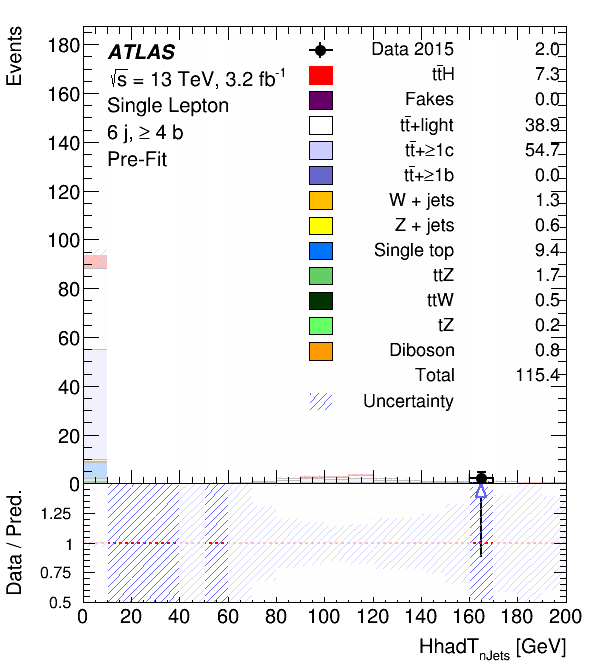 Events
180
160
140
120
100
80
60
40
20
0
ATLAS
√s = 13 TeV, 3.2 fb-1
Single Lepton
6 j, ≥ 4 b
Pre-Fit
Data 2015 2.0
tt̄H 7.3
Fakes 0.0
tt̄+light 38.9
tt̄+≥1c 54.7
tt̄+≥1b 0.0
W + jets 1.3
Z + jets 0.6
Single top 9.4
ttZ 1.7
ttW 0.5
tZ 0.2
Diboson 0.8
Total 115.4
Uncertainty
Data / Pred.
1.25
1
0.75
0.5
0 20 40 60 80 100 120 140 160 180 200
HhadT nJets [GeV]